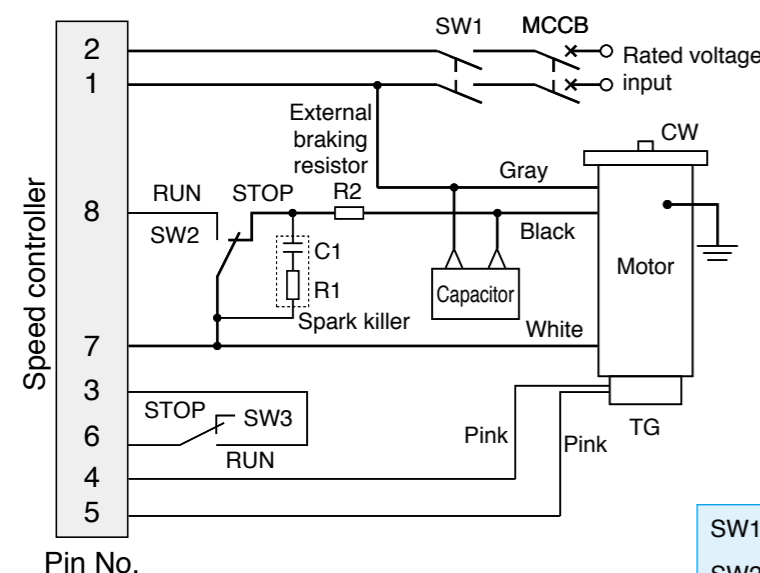 SW1
MCCB
2
Rated voltage
1
input
External
braking
resistor
CW
Gray
RUN
STOP
R2
8
SW2
Black
C1
Motor
R1
Capacitor
Spark killer
White
7
Speed controller
3
STOP
SW3
6
RUN
Pink
Pink
TG
4
5
Pin No.
SW1
SW2